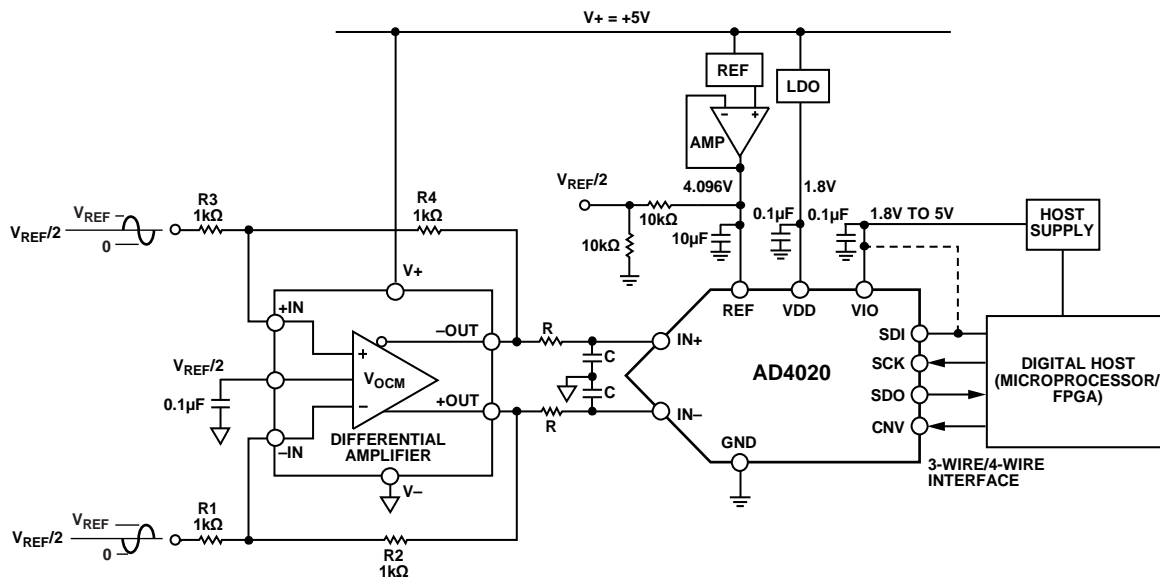 V+ = +5V
REF
LDO
AMP
VREF/2
4.096V
1.8V
10kΩ
10kΩ
10µF
0.1µF
0.1µF
1.8V TO 5V
HOST
SUPPLY
R3
1kΩ
R4
1kΩ
VREF
VREF/2
0
V+
+IN
–OUT
R
IN+
REF
VDD
VIO
SDI
VREF/2
0.1µF
VOCM
+
–
C
C
AD4020
SCK
SDO
CNV
DIGITAL HOST
(MICROPROCESSOR/
FPGA)
+OUT
R
IN–
–IN
DIFFERENTIAL
AMPLIFIER
V–
GND
3-WIRE/4-WIRE
INTERFACE
VREF
VREF/2
0
R1
1kΩ
R2
1kΩ
–
+